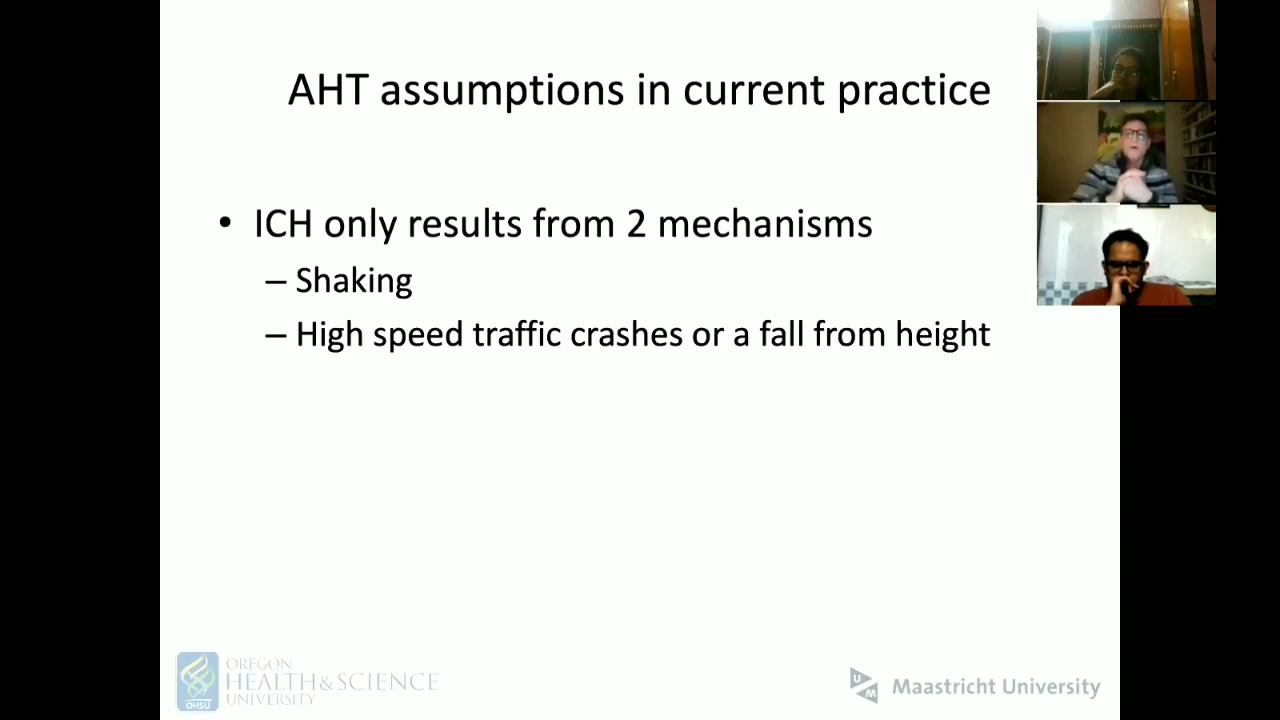 AHT assumptions in current practice
• ICH only results from 2 mechanisms
– Shaking
– High speed traffic crashes or a fall from height
OREGON
HEALTH&SCIENCE
UNIVERSITY
OHSU
U
M
Maastricht University